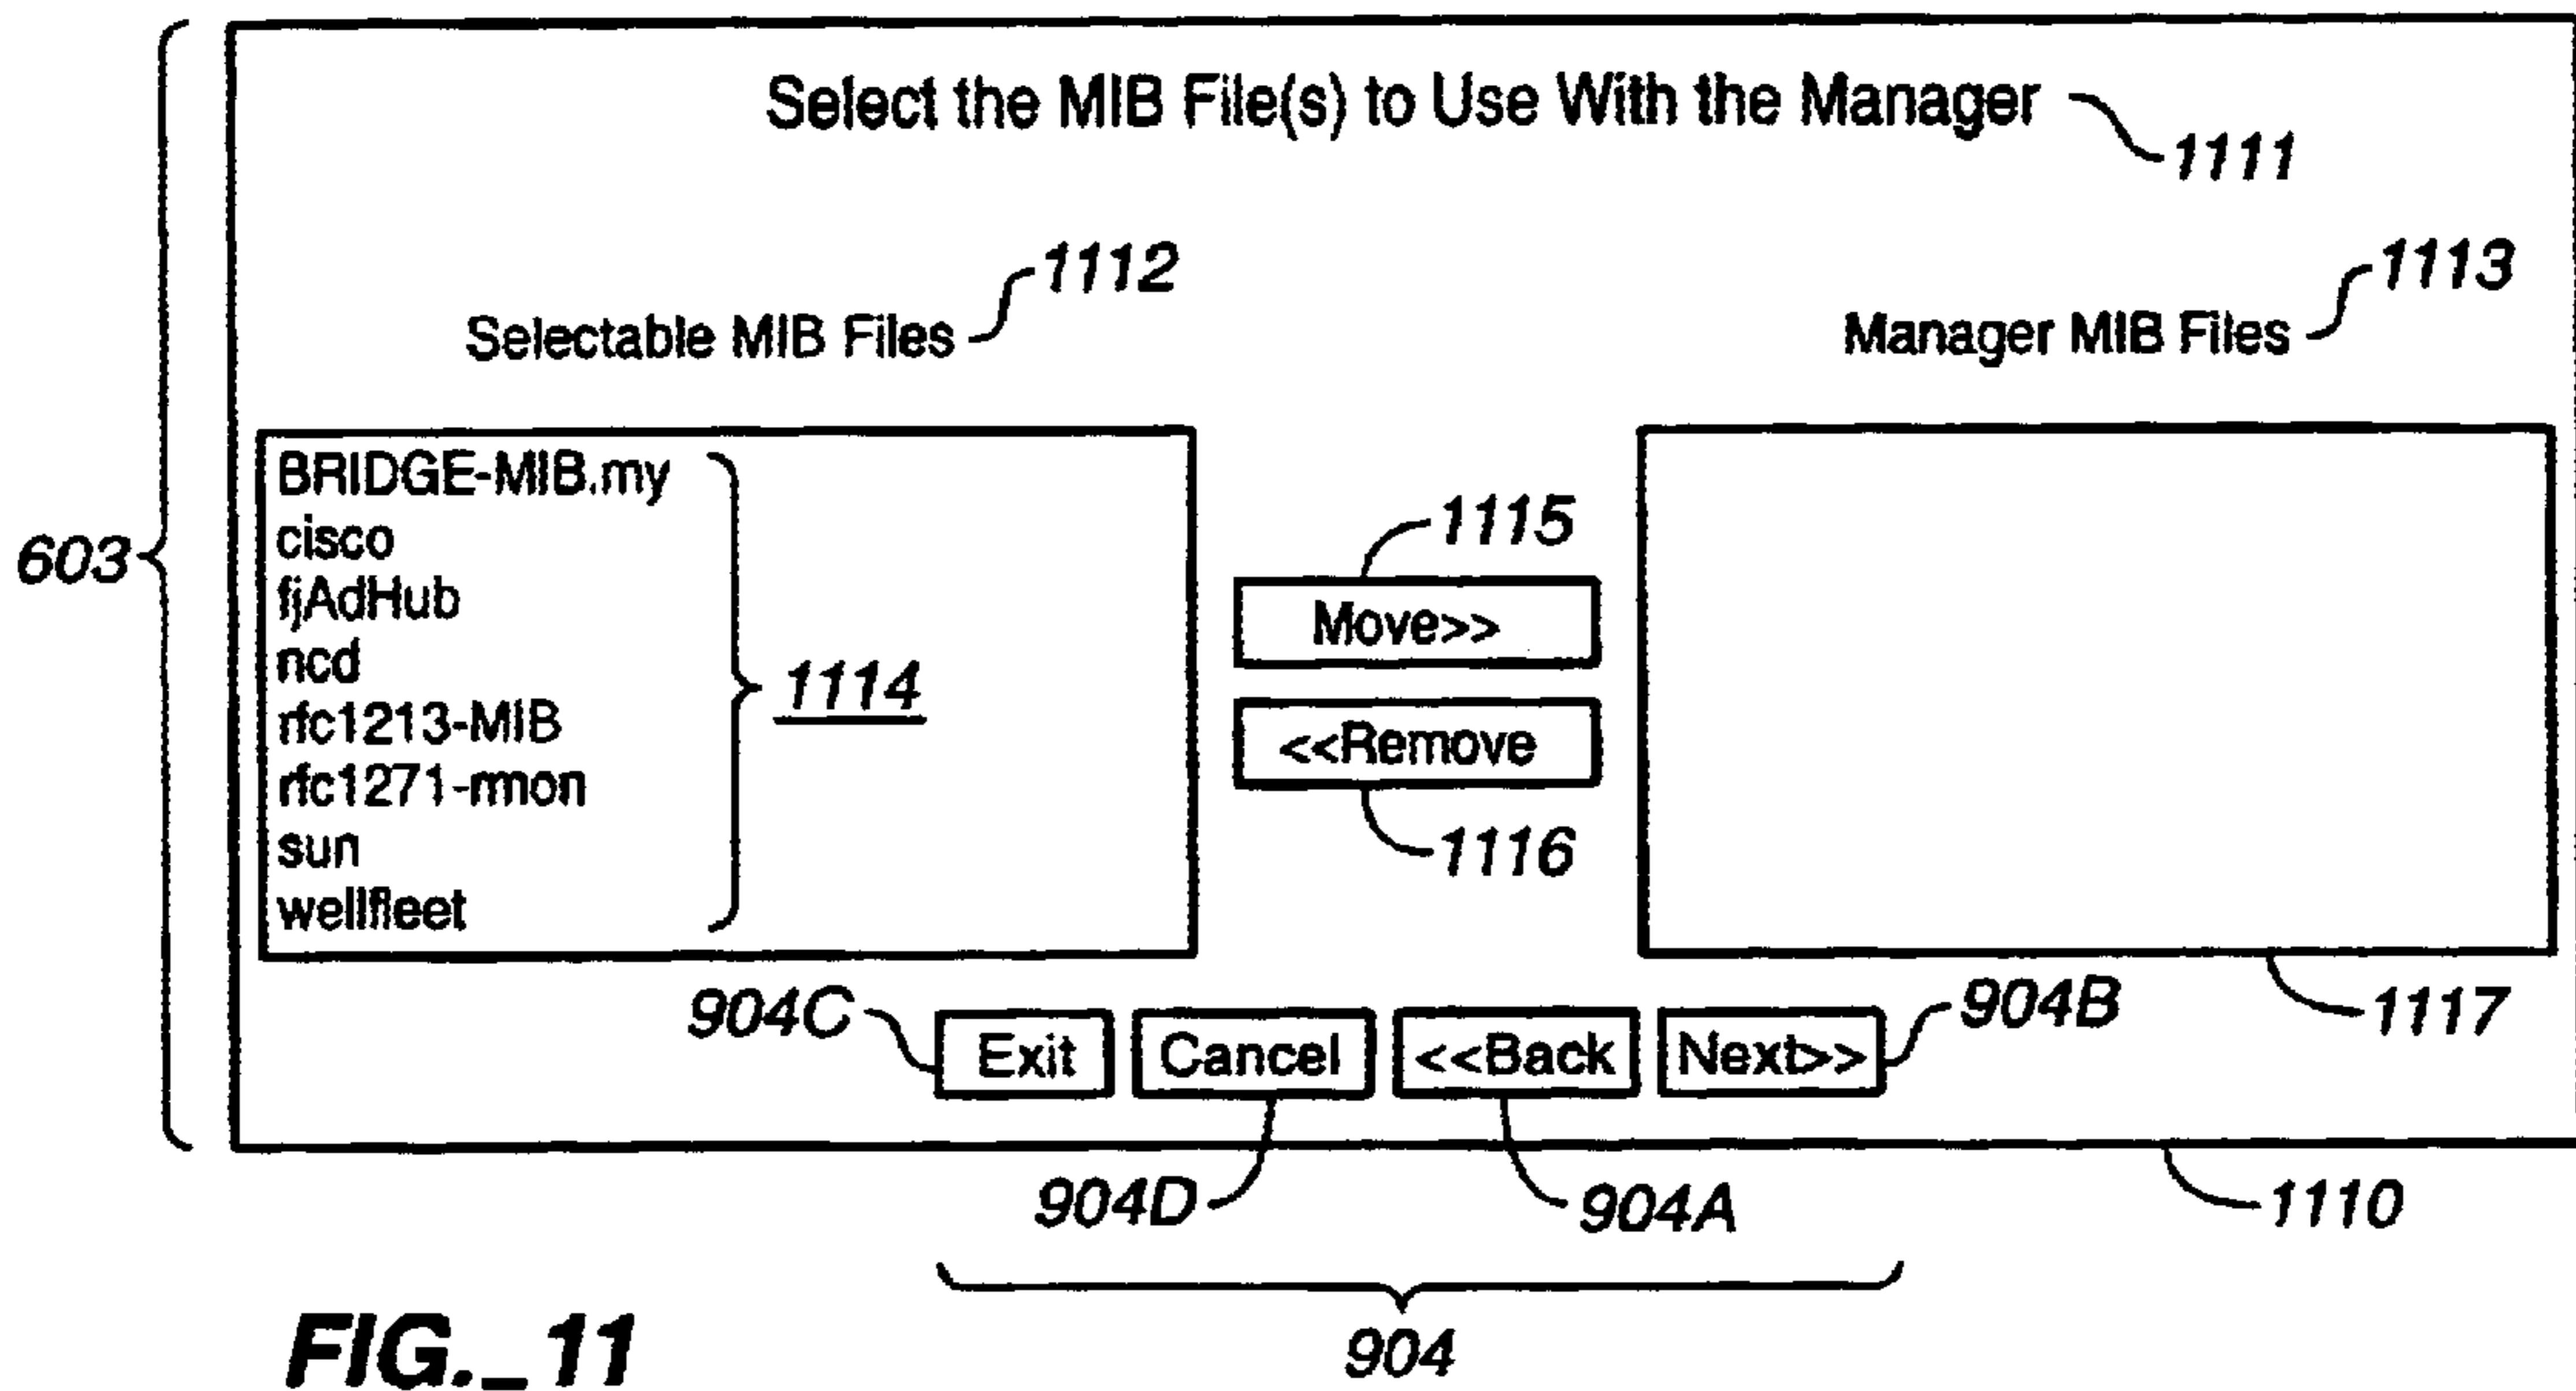 Select the MIB File(s) to Use With the Manager
1111
1112
1113
Selectable MIB Files
Manager MIB Files
BRIDGE-MIB.my
cisco
fjAdHub
ncd
rfc1213-MIB
rfc1271-rmon
sun
wellfleet
603
1114
1115
Move>>
<<Remove
1116
1117
904C
Exit
Cancel
<<Back
Next>>
904B
904D
904A
1110
904
FIG._11